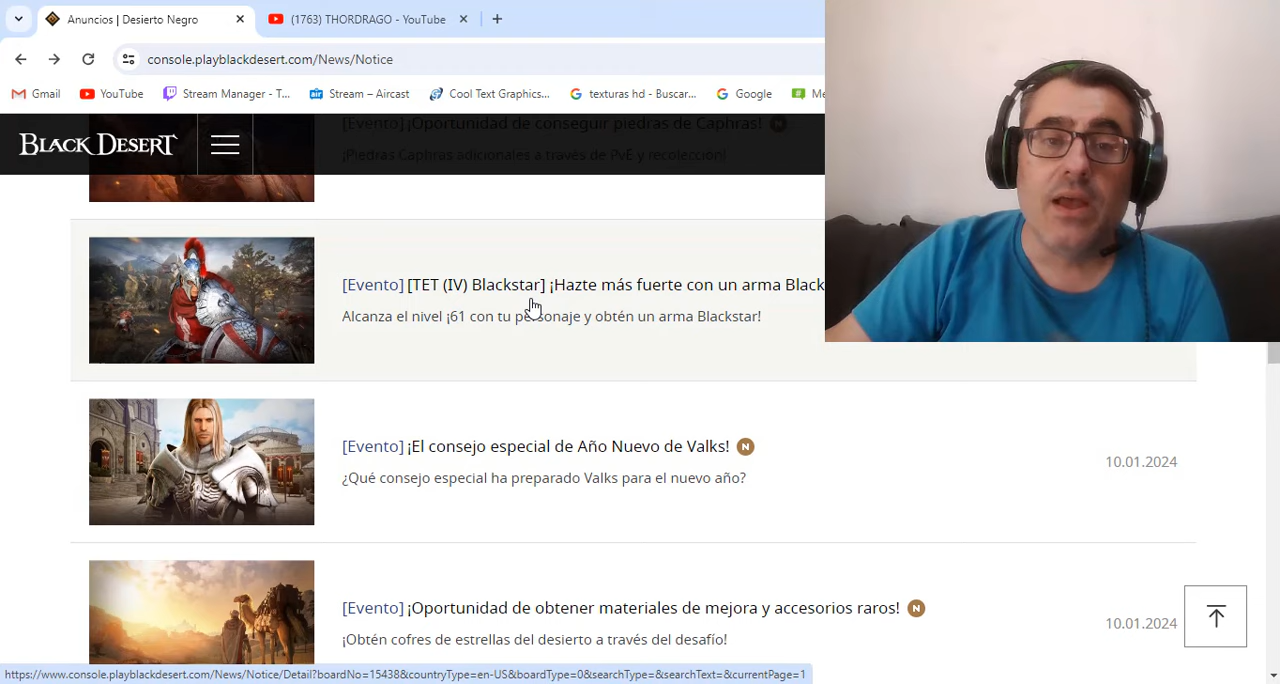 Anuncios | Desierto Negro
(1763) THORDRAGO - YouTube
console.playblackdesert.com/News/Notice
Gmail
YouTube
Stream Manager - T...
Stream – Aircast
Cool Text Graphics...
texturas hd - Buscar...
Google
Me
BLACK DESERT
[Evento] ¡Oportunidad de conseguir piedras de Caphras! N
¡Piedras Caphras adicionales a través de PvE y recolección!
[Evento] [TET (IV) Blackstar] ¡Hazte más fuerte con un arma Black
Alcanza el nivel ¡61 con tu personaje y obtén un arma Blackstar!
[Evento] ¡El consejo especial de Año Nuevo de Valks! N
¿Qué consejo especial ha preparado Valks para el nuevo año?
10.01.2024
[Evento] ¡Oportunidad de obtener materiales de mejora y accesorios raros! N
¡Obtén cofres de estrellas del desierto a través del desafío!
10.01.2024
https://www.console.playblackdesert.com/News/Notice/Detail?boardNo=15438&countryType=en-US&boardType=0&searchType=&searchText=&currentPage=1